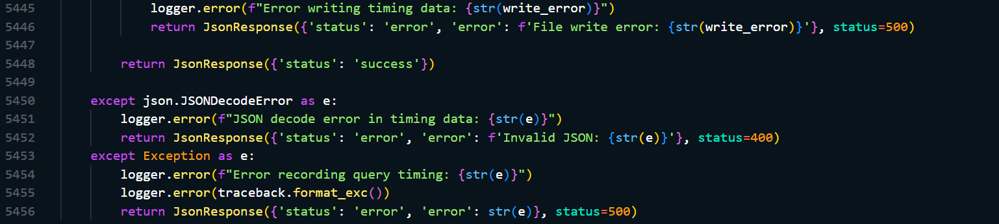 5445 logger.error(f"Error writing timing data: {str(write_error)}")
5446 return JsonResponse({'status': 'error', 'error': f'File write error: {str(write_error)}'}, status=500)
5447
5448 return JsonResponse({'status': 'success'})
5449
5450 except json.JSONDecodeError as e:
5451 logger.error(f"JSON decode error in timing data: {str(e)}")
5452 return JsonResponse({'status': 'error', 'error': f'Invalid JSON: {str(e)}'}, status=400)
5453 except Exception as e:
5454 logger.error(f"Error recording query timing: {str(e)}")
5455 logger.error(traceback.format_exc())
5456 return JsonResponse({'status': 'error', 'error': str(e)}, status=500)